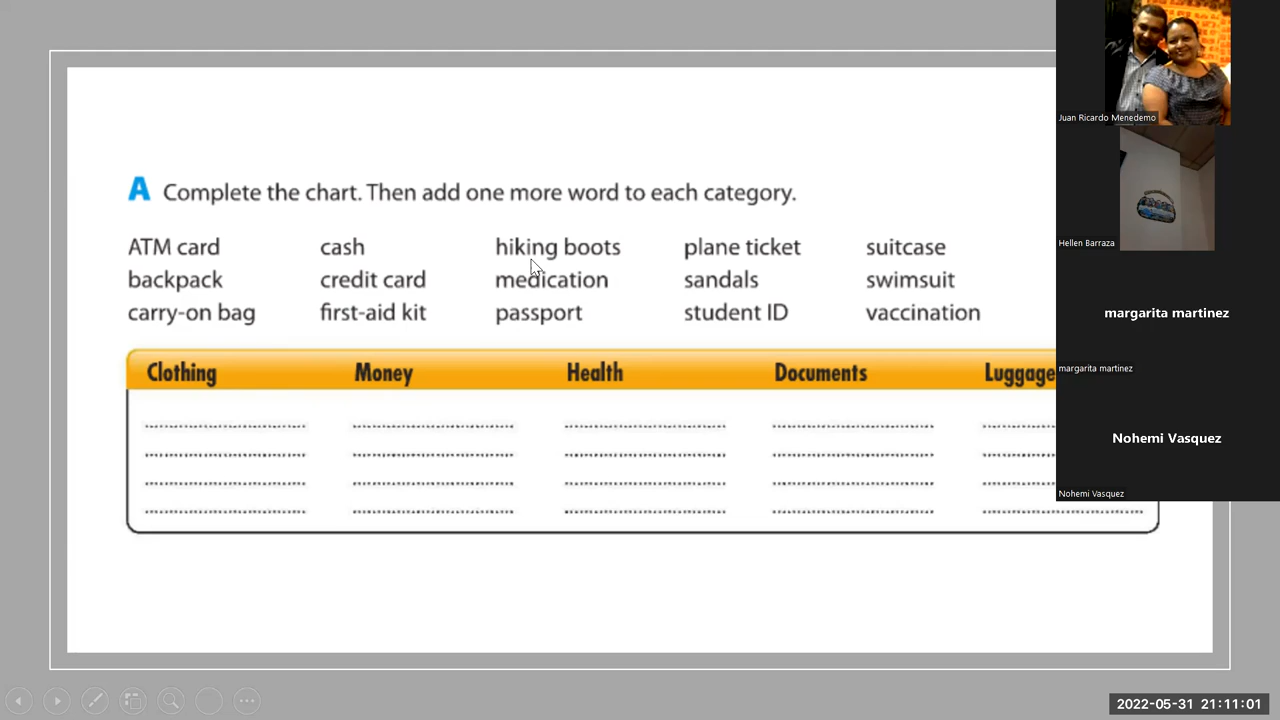 A Complete the chart. Then add one more word to each category.
ATM card cash hiking boots plane ticket suitcase
backpack credit card medication sandals swimsuit
carry-on bag first-aid kit passport student ID vaccination
Clothing Money Health Documents Luggage
Juan Ricardo Menedemo
Hellen Barraza
margarita martinez
margarita martinez
Nohemi Vasquez
Nohemi Vasquez
2022-05-31 21:11:01